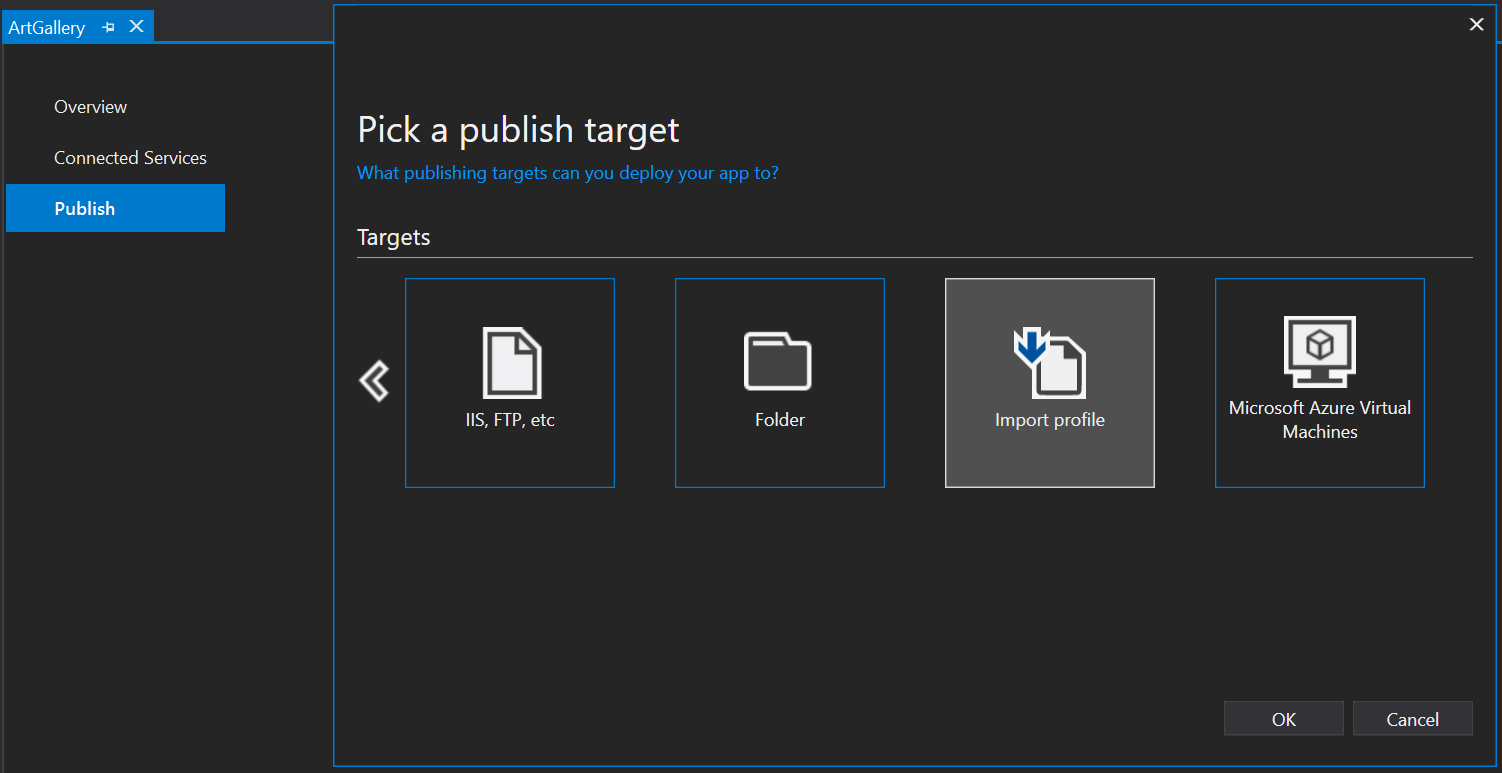 ArtGallery
Overview
Connected Services
Publish
Pick a publish target
What publishing targets can you deploy your app to?
Targets
IIS, FTP, etc
Folder
Import profile
Microsoft Azure Virtual
Machines
OK
Cancel